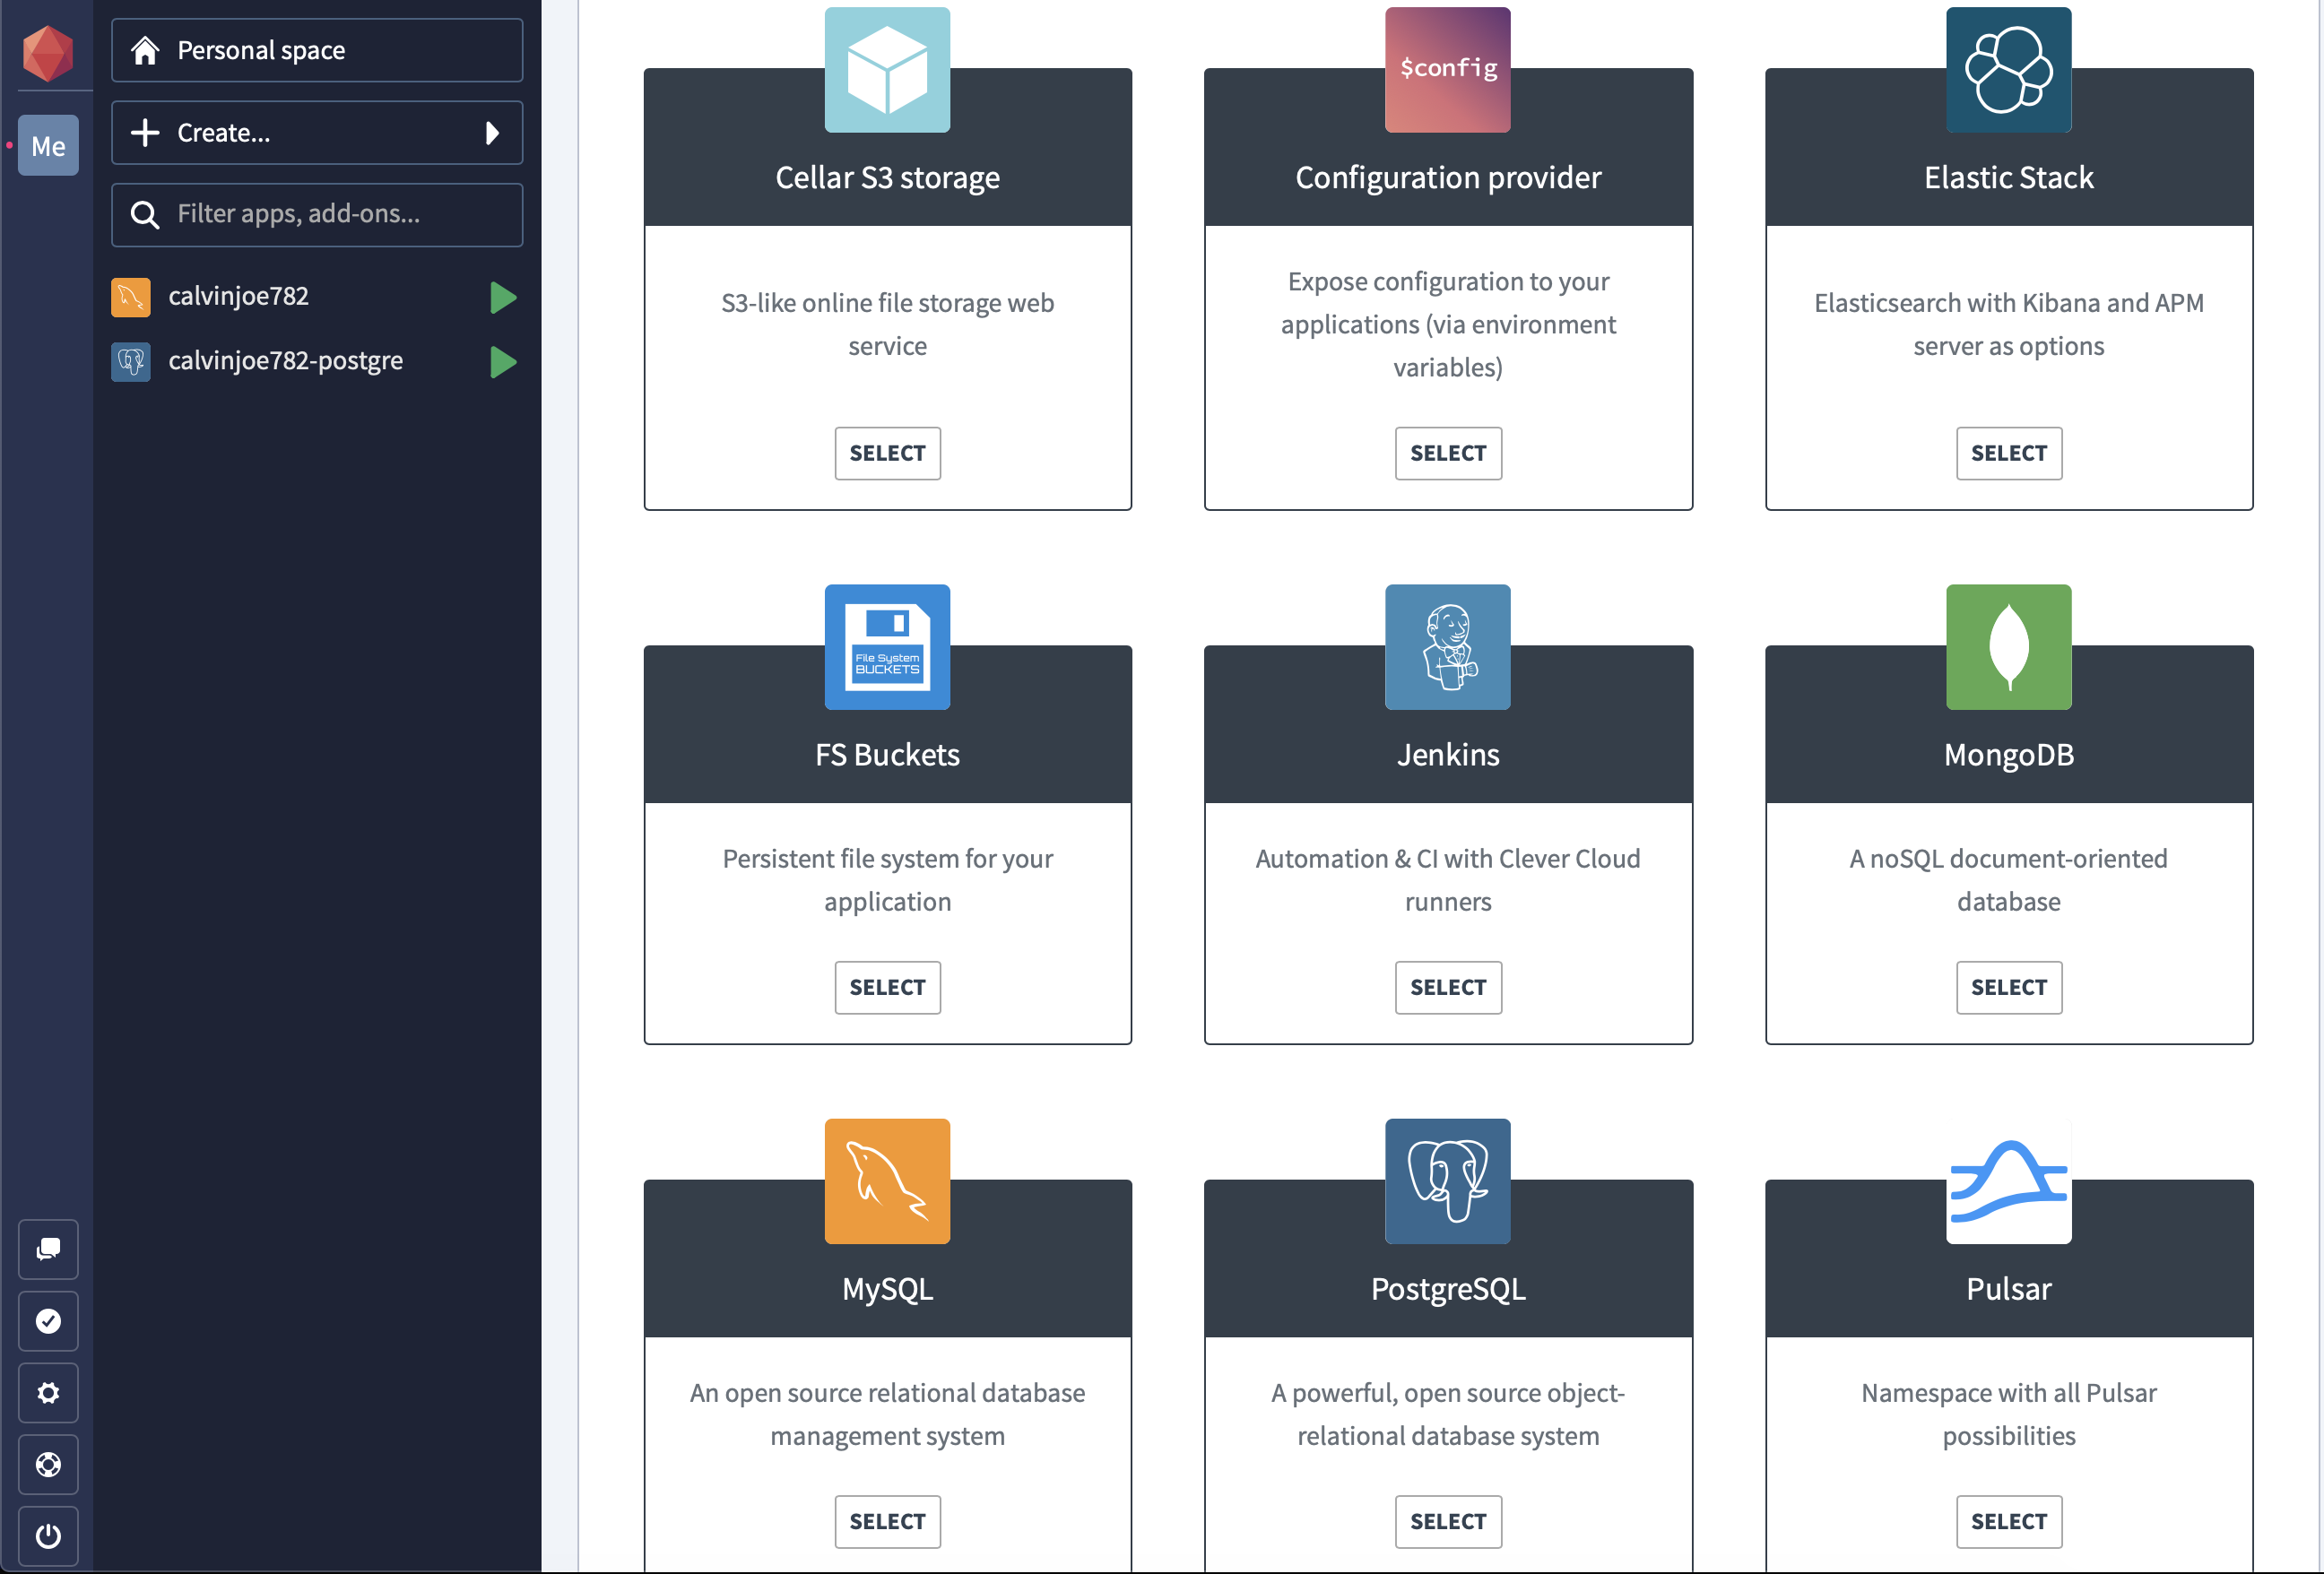 Me
Personal space
Create...
Filter apps, add-ons...
calvinjoe782
calvinjoe782-postgre
Cellar S3 storage
S3-like online file storage web
service
SELECT
$config
Configuration provider
Expose configuration to your
applications (via environment
variables)
SELECT
Elastic Stack
Elasticsearch with Kibana and APM
server as options
SELECT
File System
BUCKETS
FS Buckets
Persistent file system for your
application
SELECT
Jenkins
Automation & CI with Clever Cloud
runners
SELECT
MongoDB
A noSQL document-oriented
database
SELECT
MySQL
An open source relational database
management system
SELECT
PostgreSQL
A powerful, open source object-
relational database system
SELECT
Pulsar
Namespace with all Pulsar
possibilities
SELECT